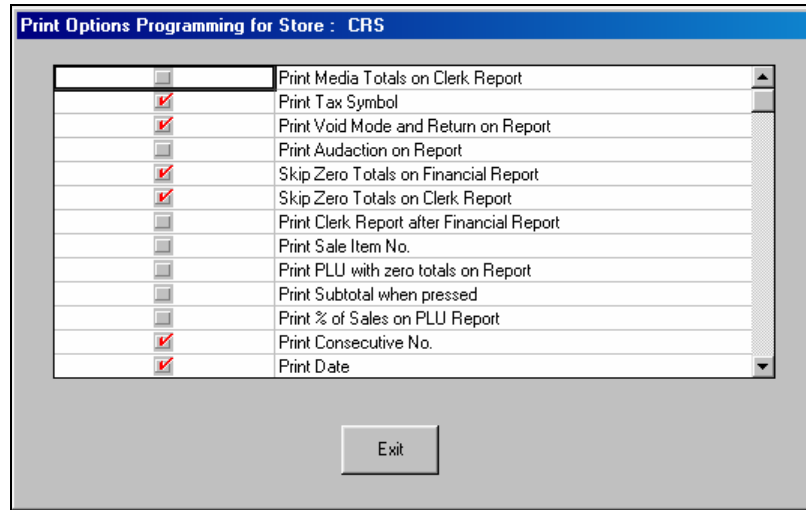 Print Options Programming for Store :  CRS
Print Media Totals on Clerk Report
Print Tax Symbol
Print Void Mode and Return on Report
Print Audaction on Report
Skip Zero Totals on Financial Report
Skip Zero Totals on Clerk Report
Print Clerk Report after Financial Report
Print Sale Item No.
Print PLU with zero totals on Report
Print Subtotal when pressed
Print % of Sales on PLU Report
Print Consecutive No.
Print Date
Exit